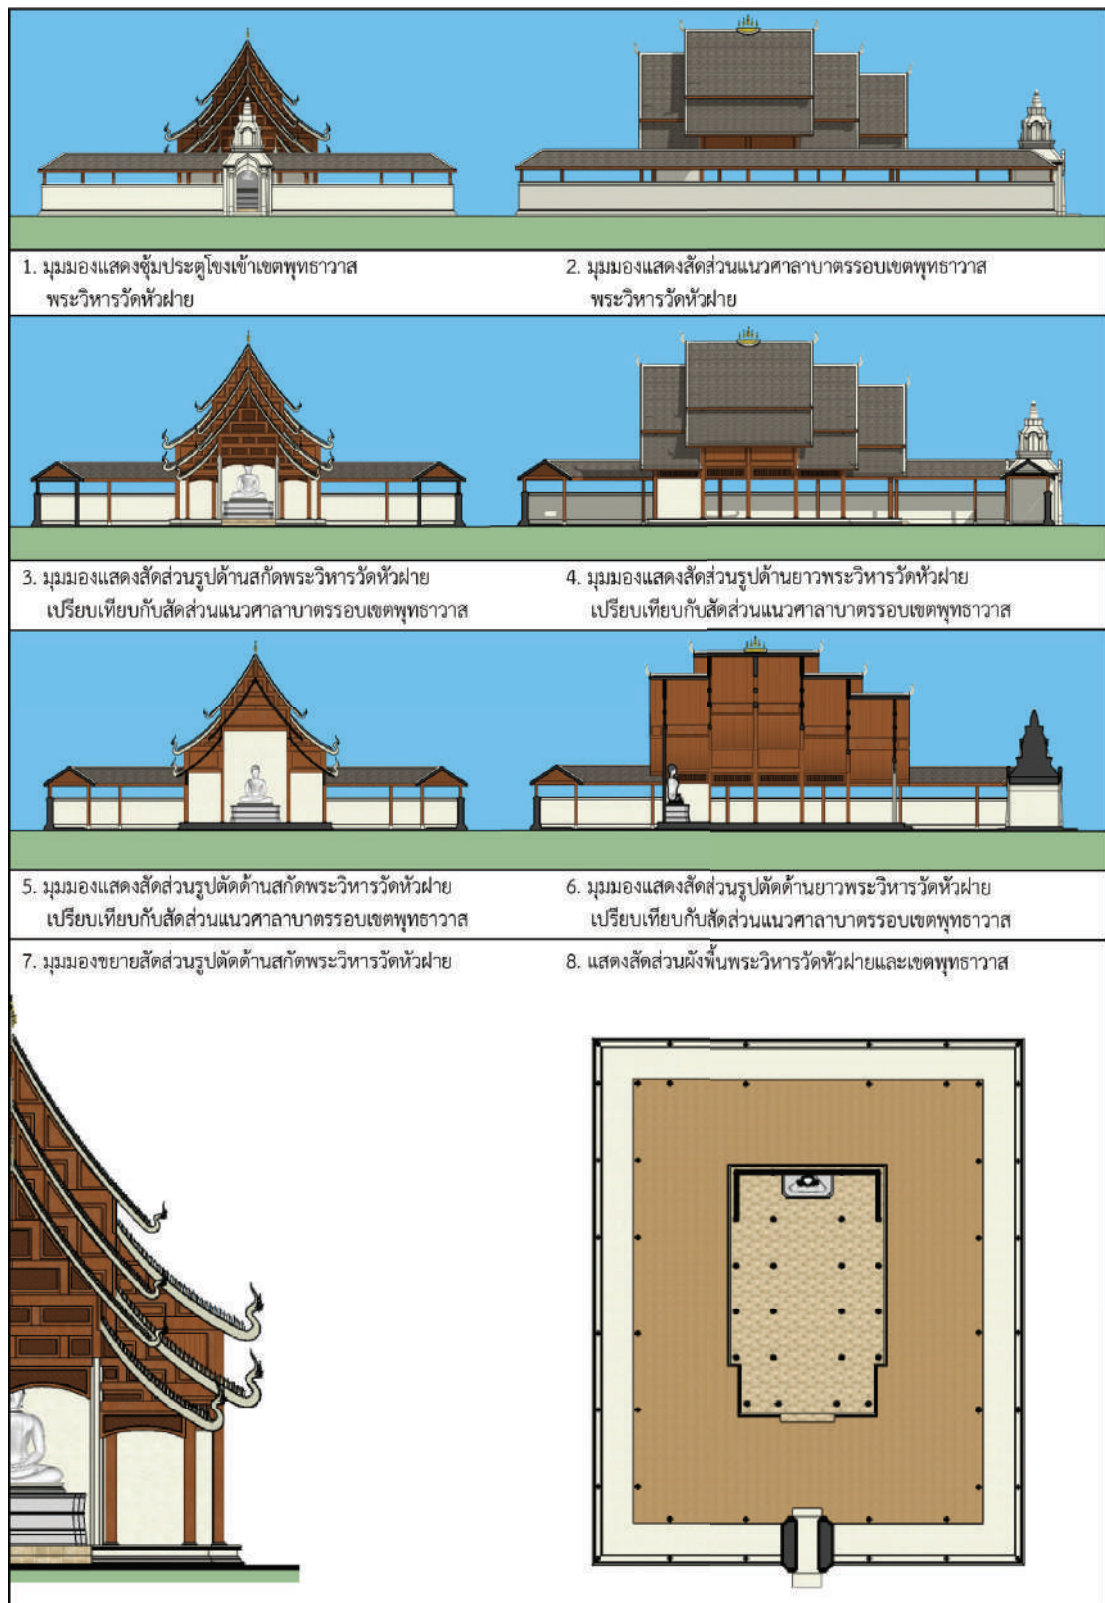 1. มุมมองแสดงซุ้มประตูโขงเข้าเขตพุทธาวาส
พระวิหารวัดหัวฝาย
2. มุมมองแสดงสัดส่วนแนวศาลาบาตรรอบเขตพุทธาวาส
พระวิหารวัดหัวฝาย
3. มุมมองแสดงสัดส่วนรูปด้านสกัดพระวิหารวัดหัวฝาย
เปรียบเทียบกับสัดส่วนแนวศาลาบาตรรอบเขตพุทธาวาส
4. มุมมองแสดงสัดส่วนรูปด้านยาวพระวิหารวัดหัวฝาย
เปรียบเทียบกับสัดส่วนแนวศาลาบาตรรอบเขตพุทธาวาส
5. มุมมองแสดงสัดส่วนรูปตัดด้านสกัดพระวิหารวัดหัวฝาย
เปรียบเทียบกับสัดส่วนแนวศาลาบาตรรอบเขตพุทธาวาส
6. มุมมองแสดงสัดส่วนรูปตัดด้านยาวพระวิหารวัดหัวฝาย
เปรียบเทียบกับสัดส่วนแนวศาลาบาตรรอบเขตพุทธาวาส
7. มุมมองขยายสัดส่วนรูปตัดด้านสกัดพระวิหารวัดหัวฝาย
8. แสดงสัดส่วนผังพื้นพระวิหารวัดหัวฝายและเขตพุทธาวาส